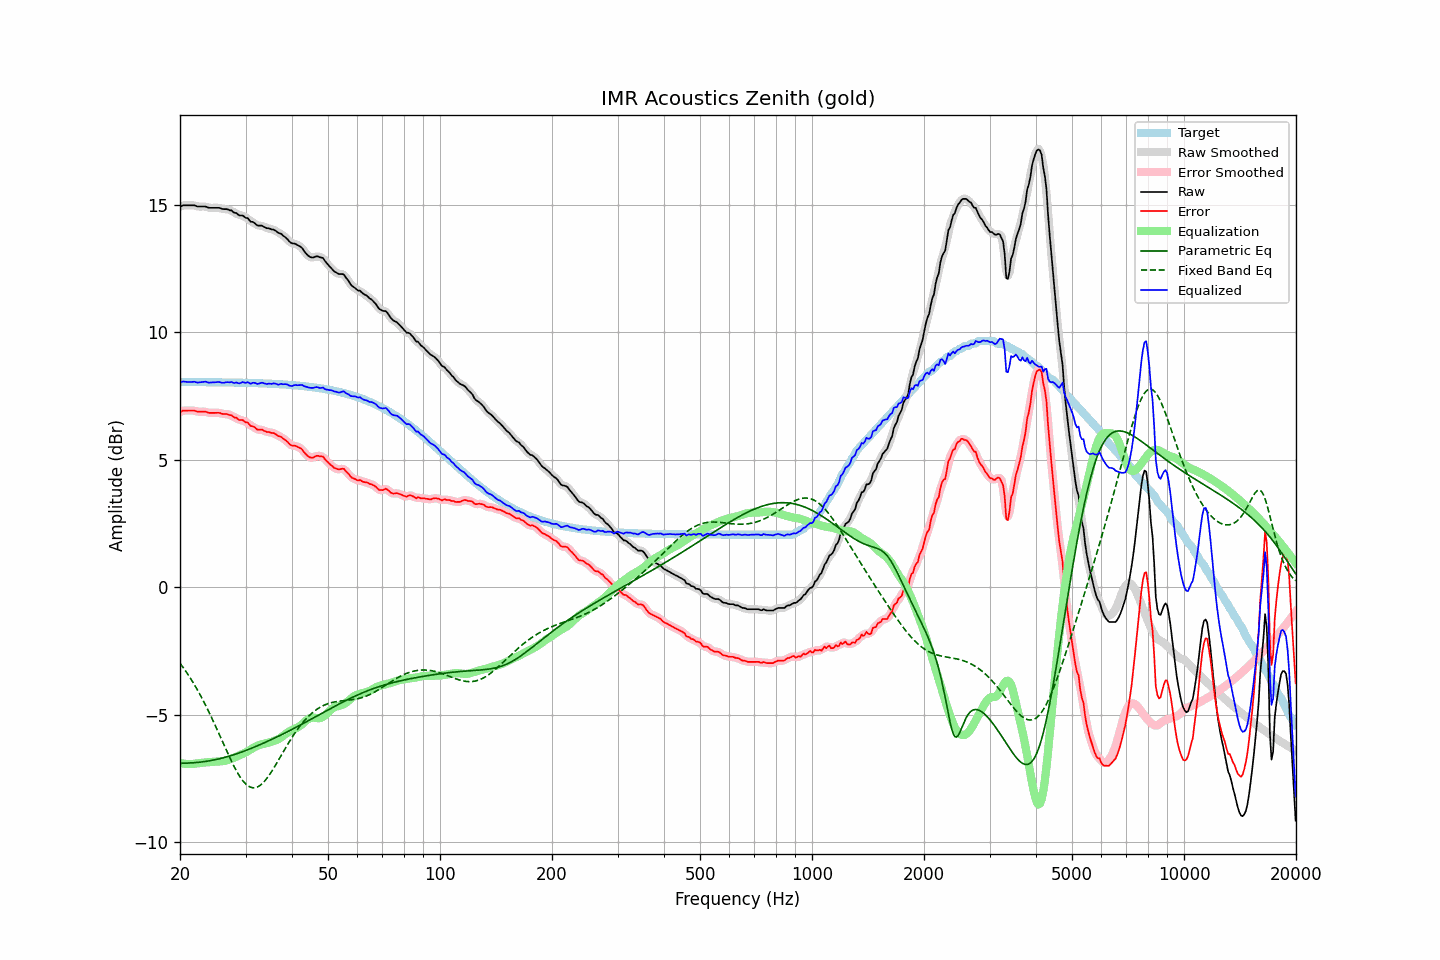 IMR Acoustics Zenith (gold)
Target
Raw Smoothed
Error Smoothed
Raw
Error
Equalization
Parametric Eq
Fixed Band Eq
Equalized
Amplitude (dBr)
15
10
5
0
−5
−10
20
50
100
200
500
1000
2000
5000
10000
20000
Frequency (Hz)